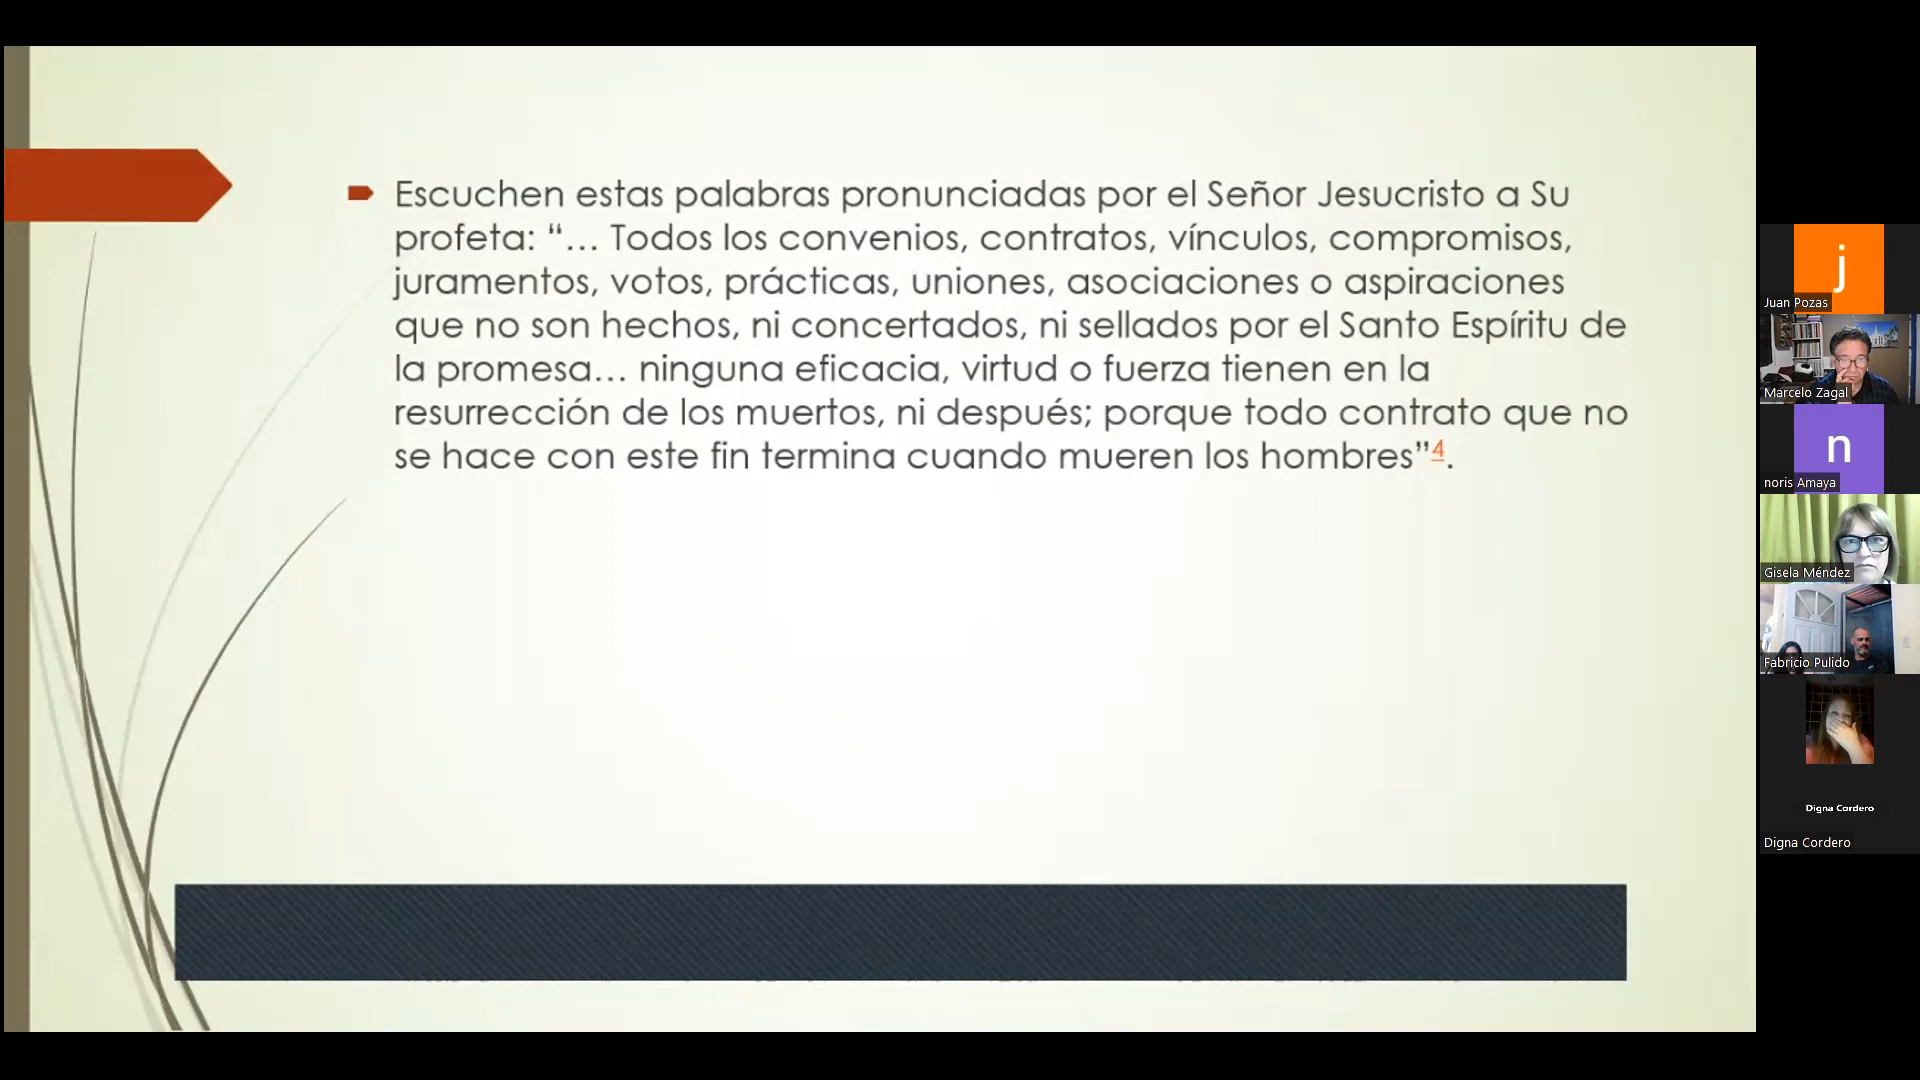 Escuchen estas palabras pronunciadas por el Señor Jesucristo a Su
profeta: “… Todos los convenios, contratos, vínculos, compromisos,
juramentos, votos, prácticas, uniones, asociaciones o aspiraciones
que no son hechos, ni concertados, ni sellados por el Santo Espíritu de
la promesa… ninguna eficacia, virtud o fuerza tienen en la
resurrección de los muertos, ni después; porque todo contrato que no
se hace con este fin termina cuando mueren los hombres”4.
j
Juan Pozas
Marcelo Zagal
n
noris Amaya
Gisela Méndez
Fabricio Pulido
Digna Cordero
Digna Cordero